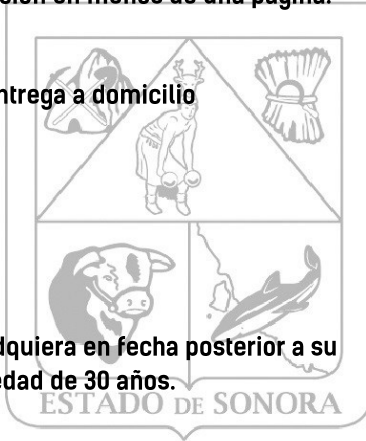 ción en menos de una página.
ntrega a domicilio
dquiera en fecha posterior a su
edad de 30 años.
ESTADO DE SONORA